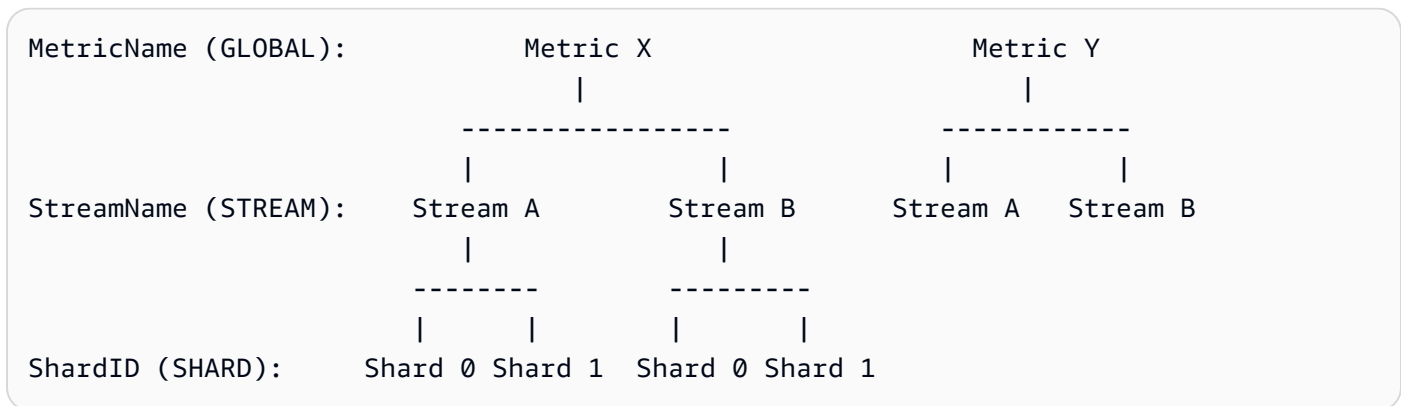 MetricName (GLOBAL):             Metric X                    Metric Y
                                    |                            |
                            -----------------            ------------
                            |               |            |          |
StreamName (STREAM):     Stream A        Stream B      Stream A   Stream B
                            |               |
                         --------        ---------
                         |      |        |       |
ShardID (SHARD):      Shard 0 Shard 1  Shard 0 Shard 1